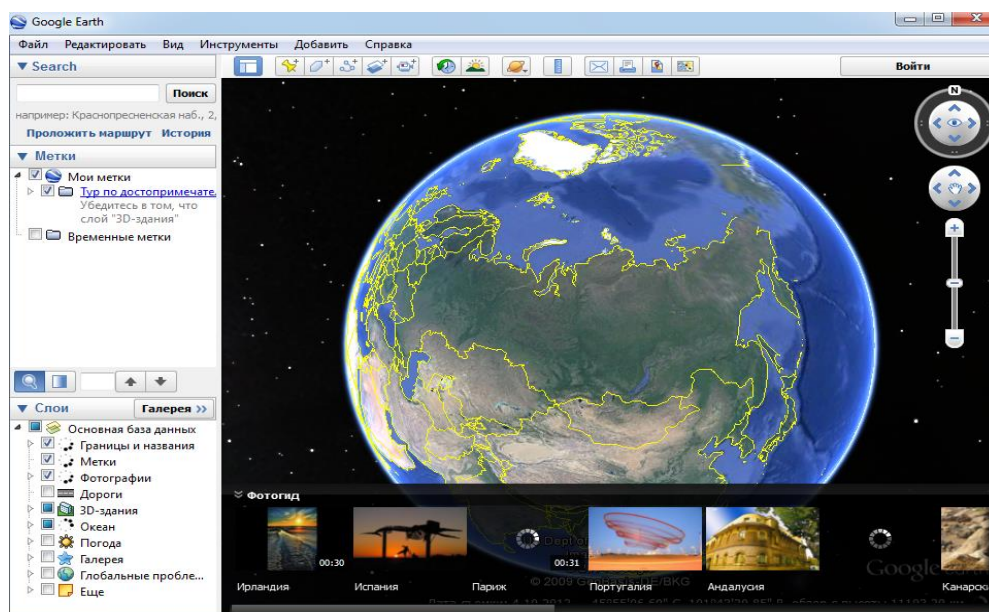 Google Earth
Файл Редактировать Вид Инструменты Добавить Справка
Search
Войти
Поиск
например: Краснопресненская наб., 2,
Проложить маршрут История
Метки
Мои метки
Тур по достопримечате.
Убедитесь в том, что
слой "3D-здания"
Временные метки
N
Слои
Галерея >>
Основная база данных
Границы и названия
Метки
Фотографии
Дороги
3D-здания
Океан
Погода
Галерея
Глобальные пробле...
Еще
Фотогид
00:30
00:31
Ирландия Испания Париж Португалия Андалусия Канарск
Google
© 2009